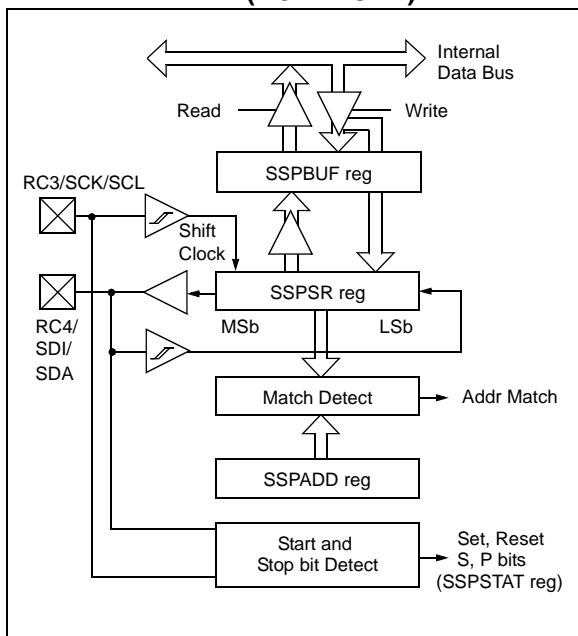 Internal
Data Bus
Read
Write
SSPBUF reg
RC3/SCK/SCL
Shift
Clock
SSPSR reg
MSb
LSb
RC4/
SDI/
SDA
Match Detect
Addr Match
SSPADD reg
Start and
Stop bit Detect
Set, Reset
S, P bits
(SSPSTAT reg)